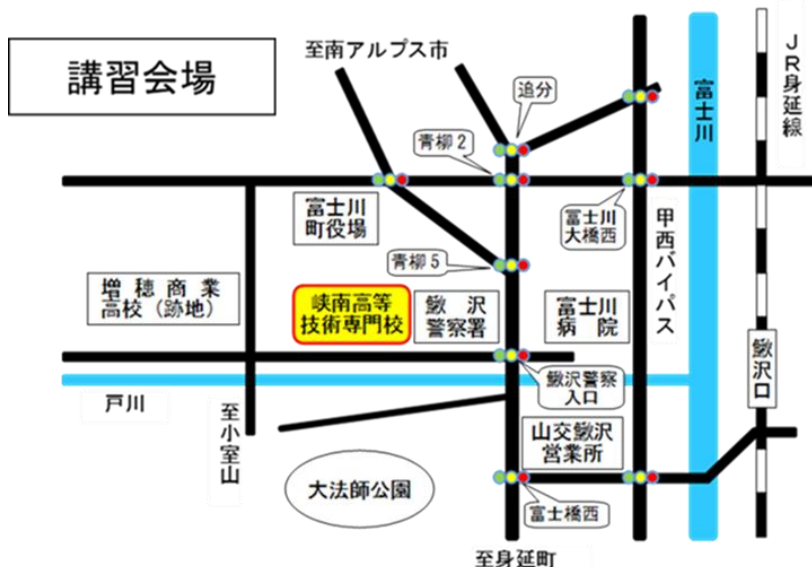 講習会場
至南アルプス市
追分
青柳2
富士川
JR身延線
富士川
町役場
富士川
大橋西
甲西バイパス
青柳5
増穂商業
高校(跡地)
峡南高等
技術専門校
鰍沢
警察署
富士川
病院
鰍沢口
戸川
至小室山
鰍沢警察
入口
山交鰍沢
営業所
大法師公園
富士橋西
至身延町